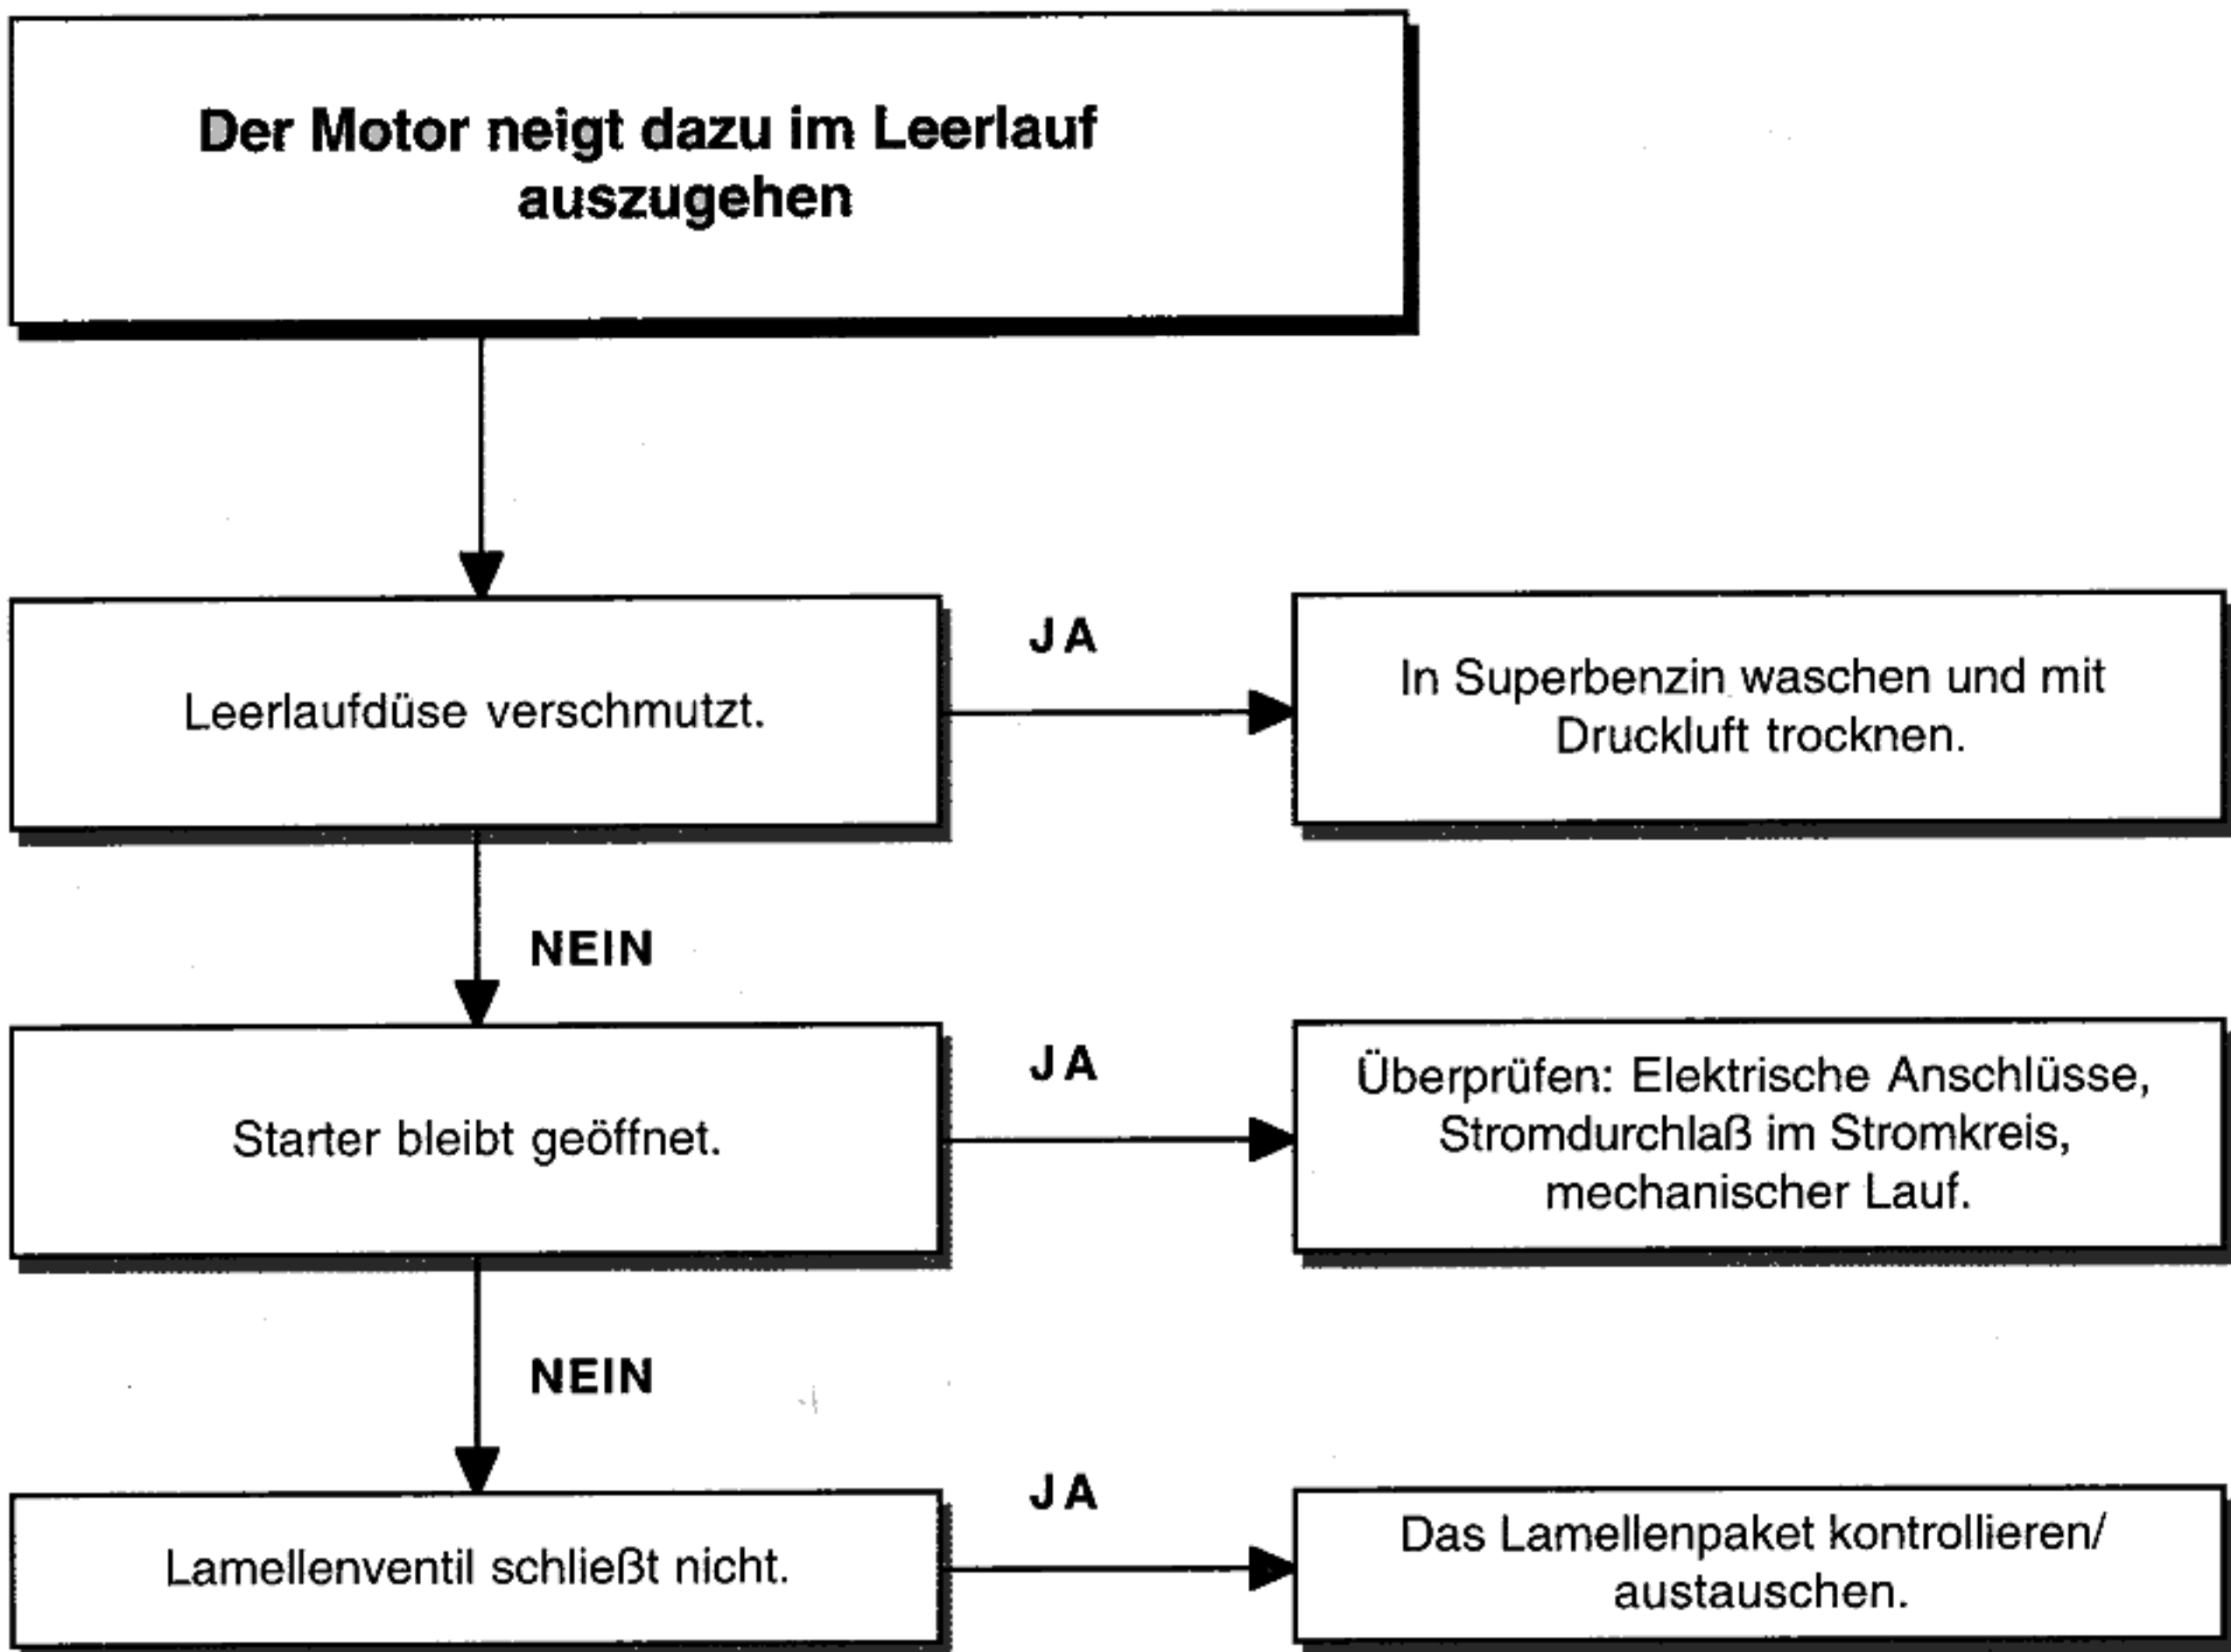 Der Motor neigt dazu im Leerlauf
auszugehen
Leerlaufdüse verschmutzt.
JA
In Superbenzin waschen und mit
Druckluft trocknen.
NEIN
Starter bleibt geöffnet.
JA
Überprüfen: Elektrische Anschlüsse,
Stromdurchlaß im Stromkreis,
mechanischer Lauf.
NEIN
Lamellenventil schließt nicht.
JA
Das Lamellenpaket kontrollieren/
austauschen.